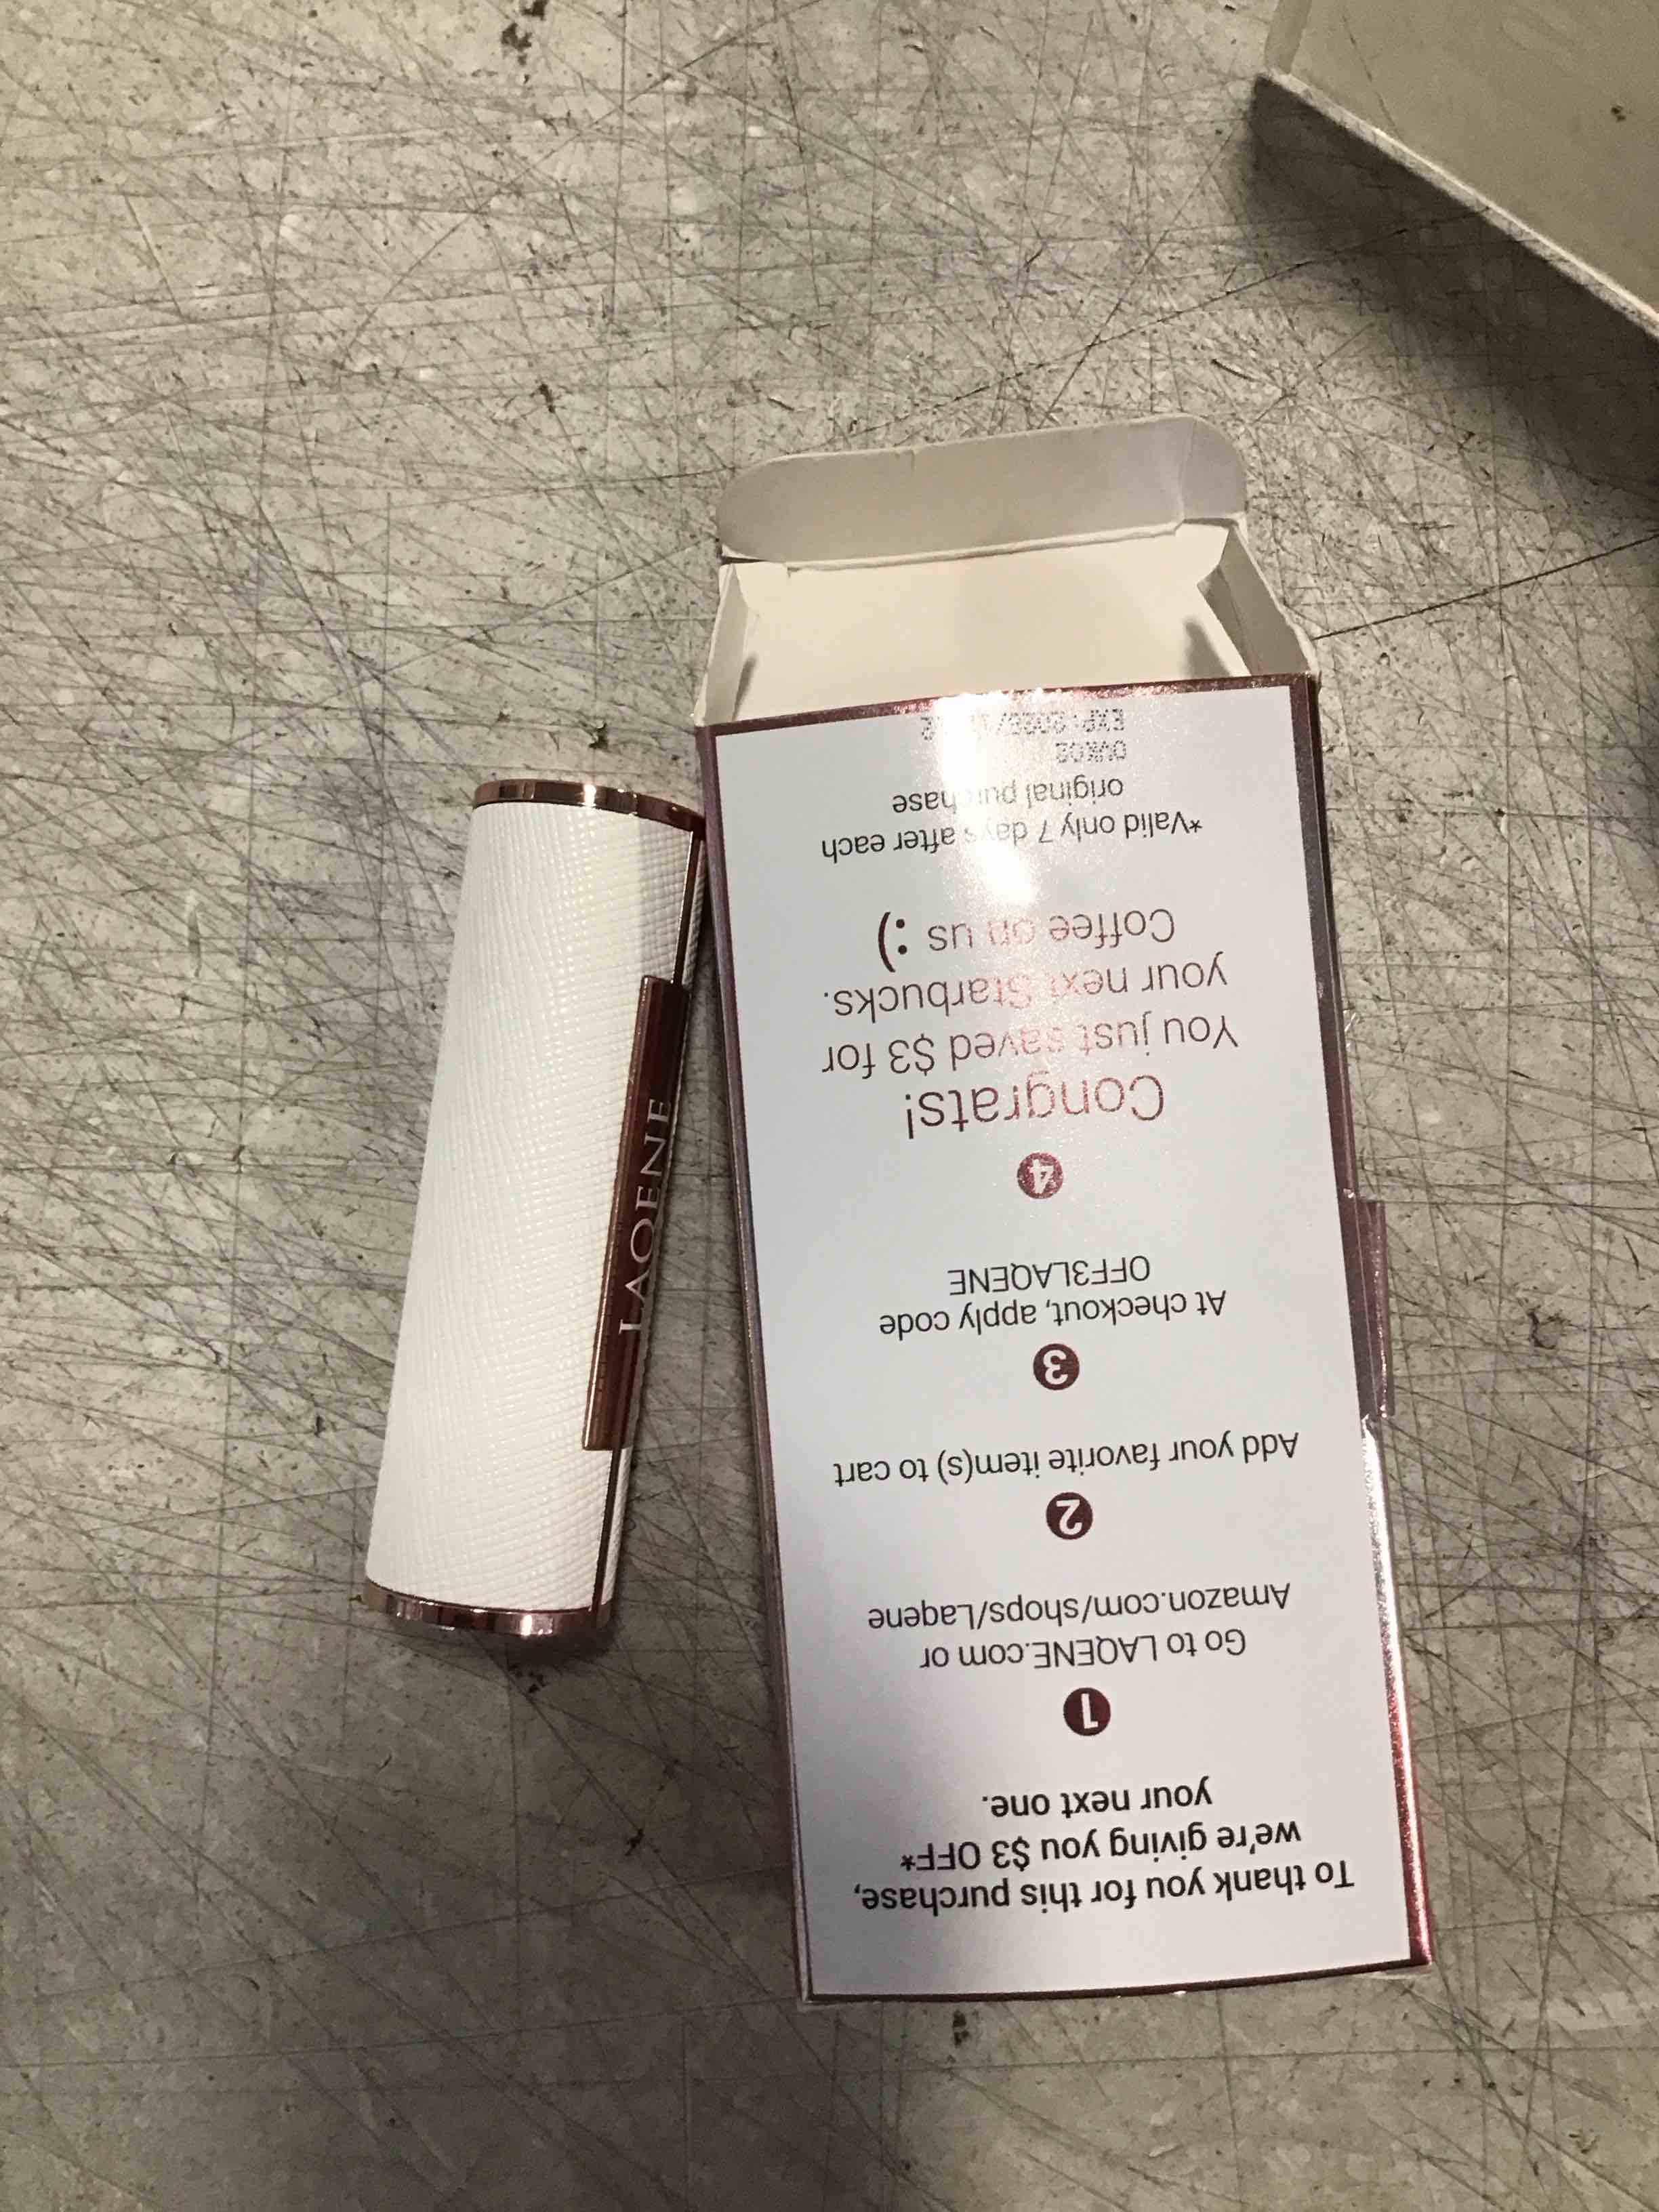 To thank you for this purchase,
we're giving you $3 OFF*
your next one.
1
Go to LAQENE.com or
Amazon.com/shops/Laqene
2
Add your favorite item(s) to cart
3
At checkout, apply code
OFF3LAQENE
4
Congrats!
You just saved $3 for
your next Starbucks.
Coffee on us :)
*Valid only 7 days after each
original purchase
EXP:
LAQENE